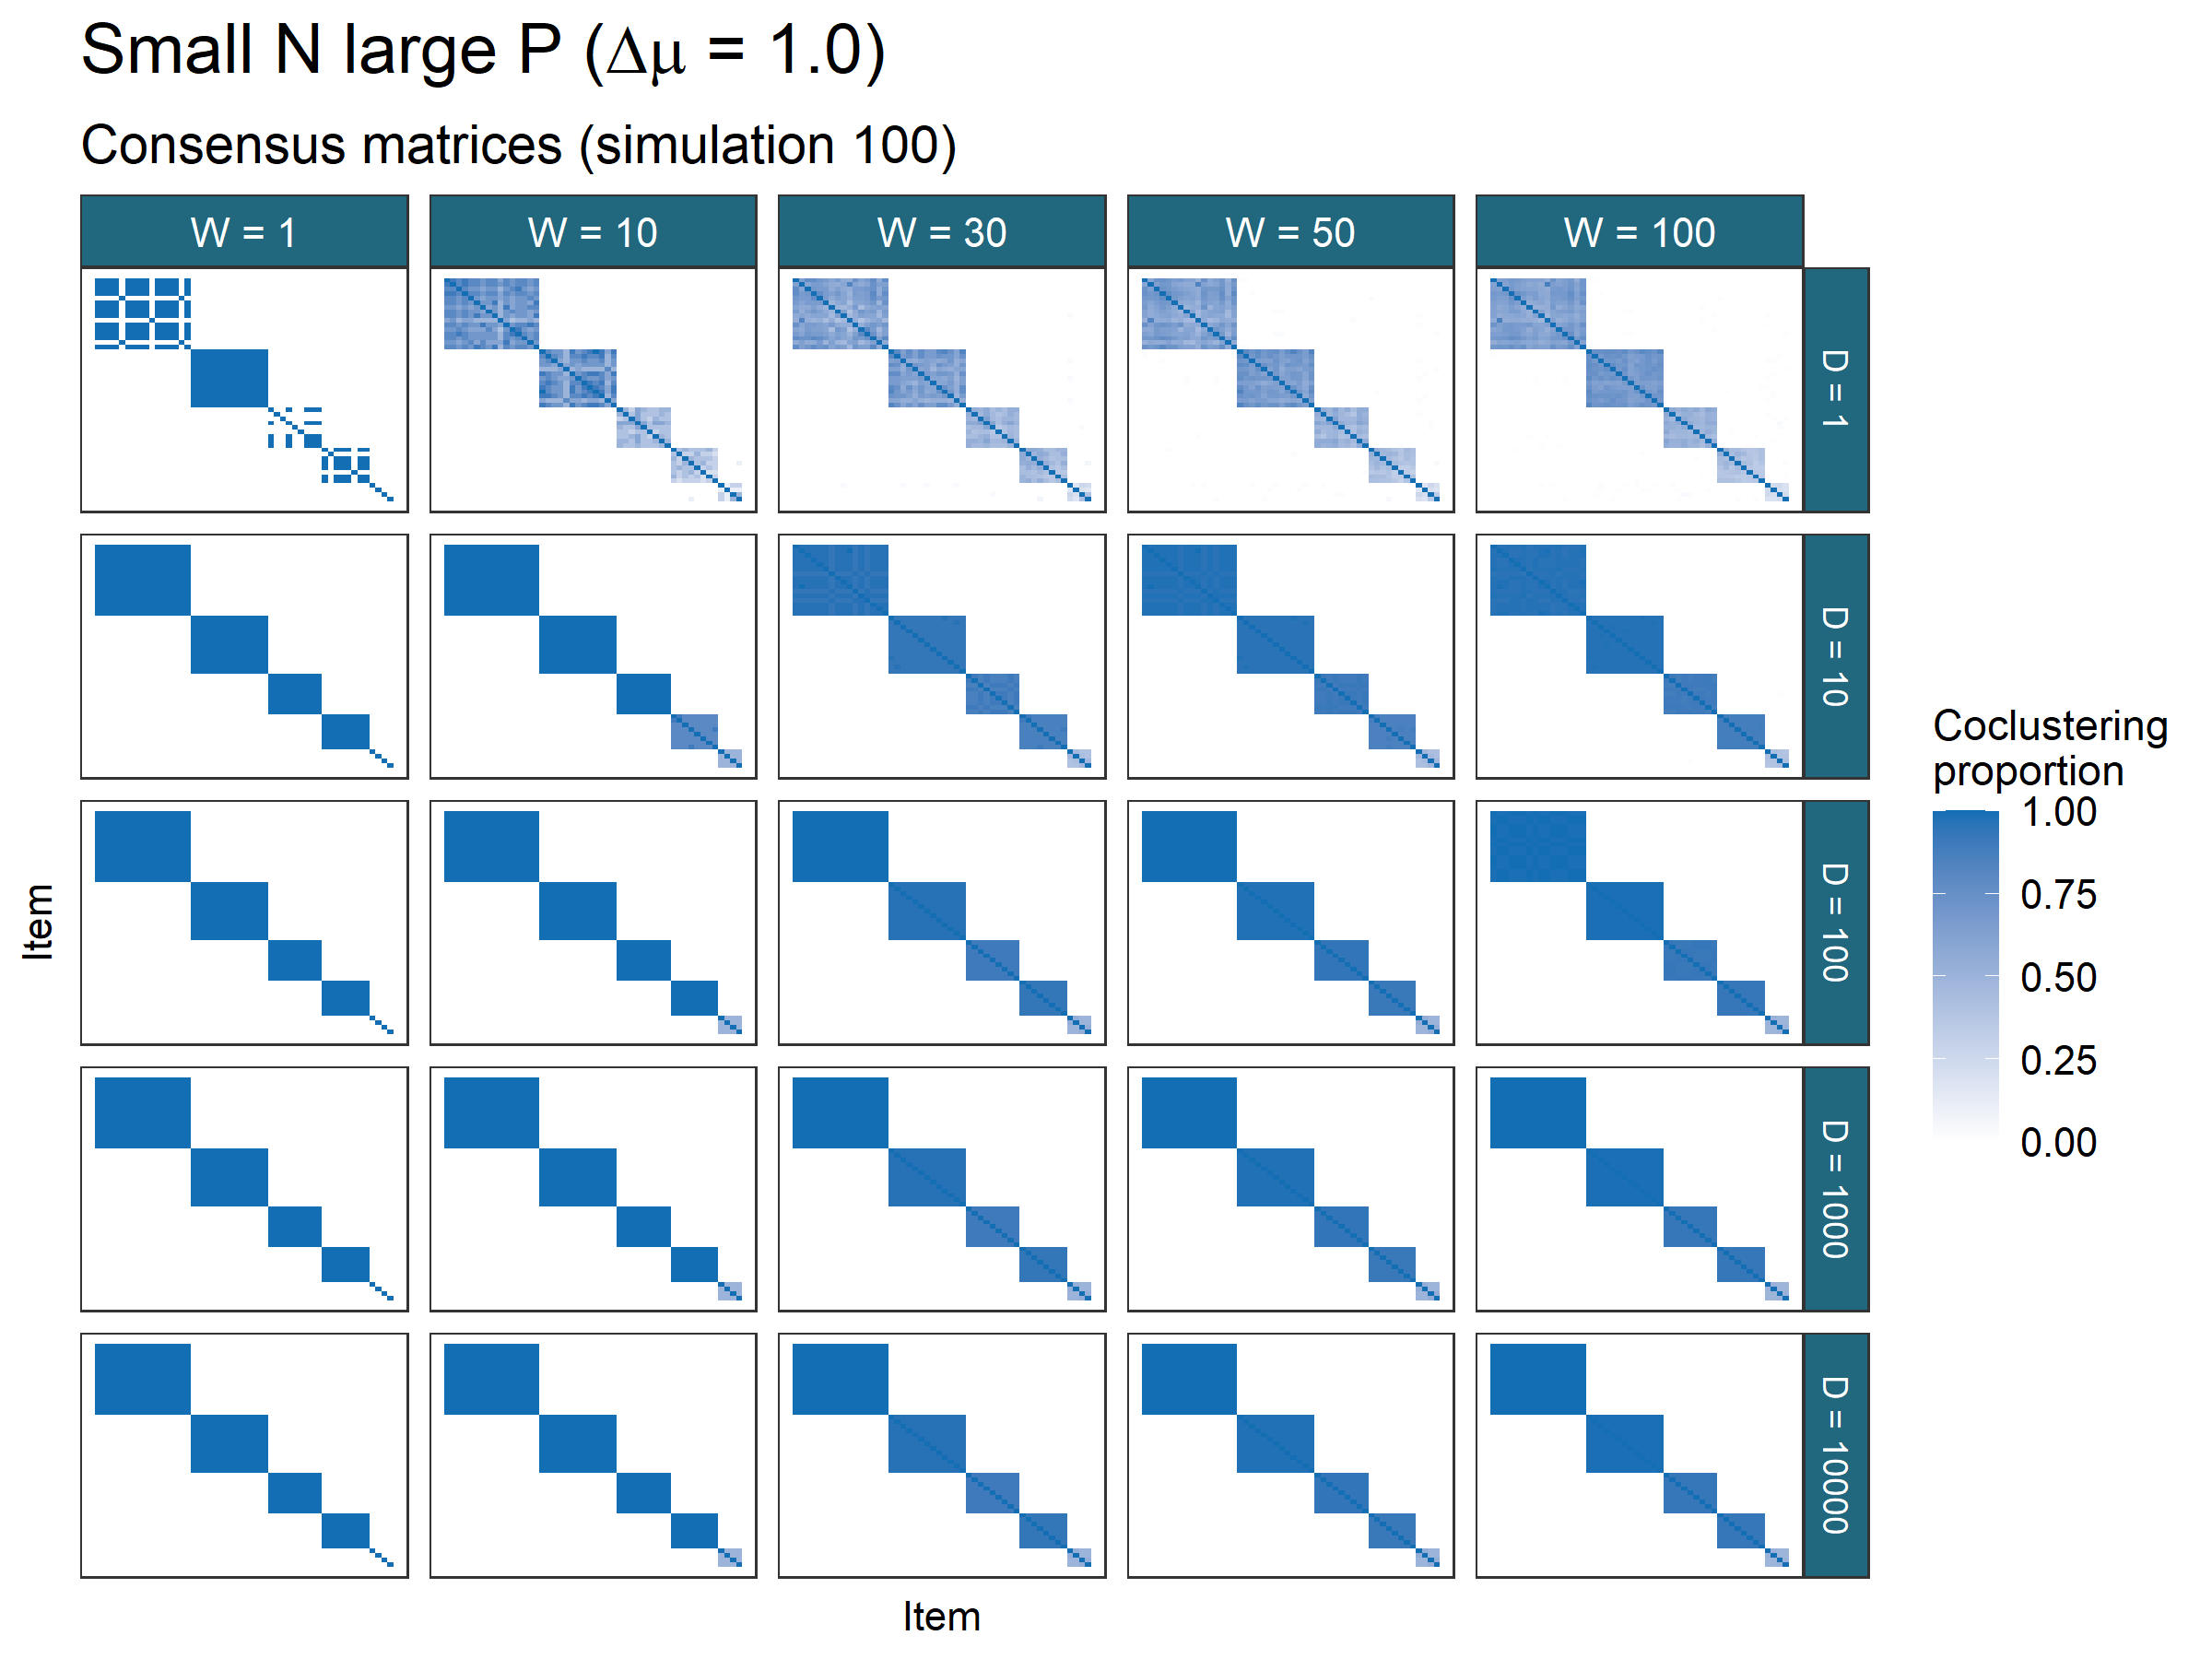 Small N large P (Δμ = 1.0)
Consensus matrices (simulation 100)
W = 1
W = 10
W = 30
W = 50
W = 100
D = 1
D = 10
D = 100
D = 1000
D = 10000
Item
Item
Coclustering
proportion
1.00
0.75
0.50
0.25
0.00